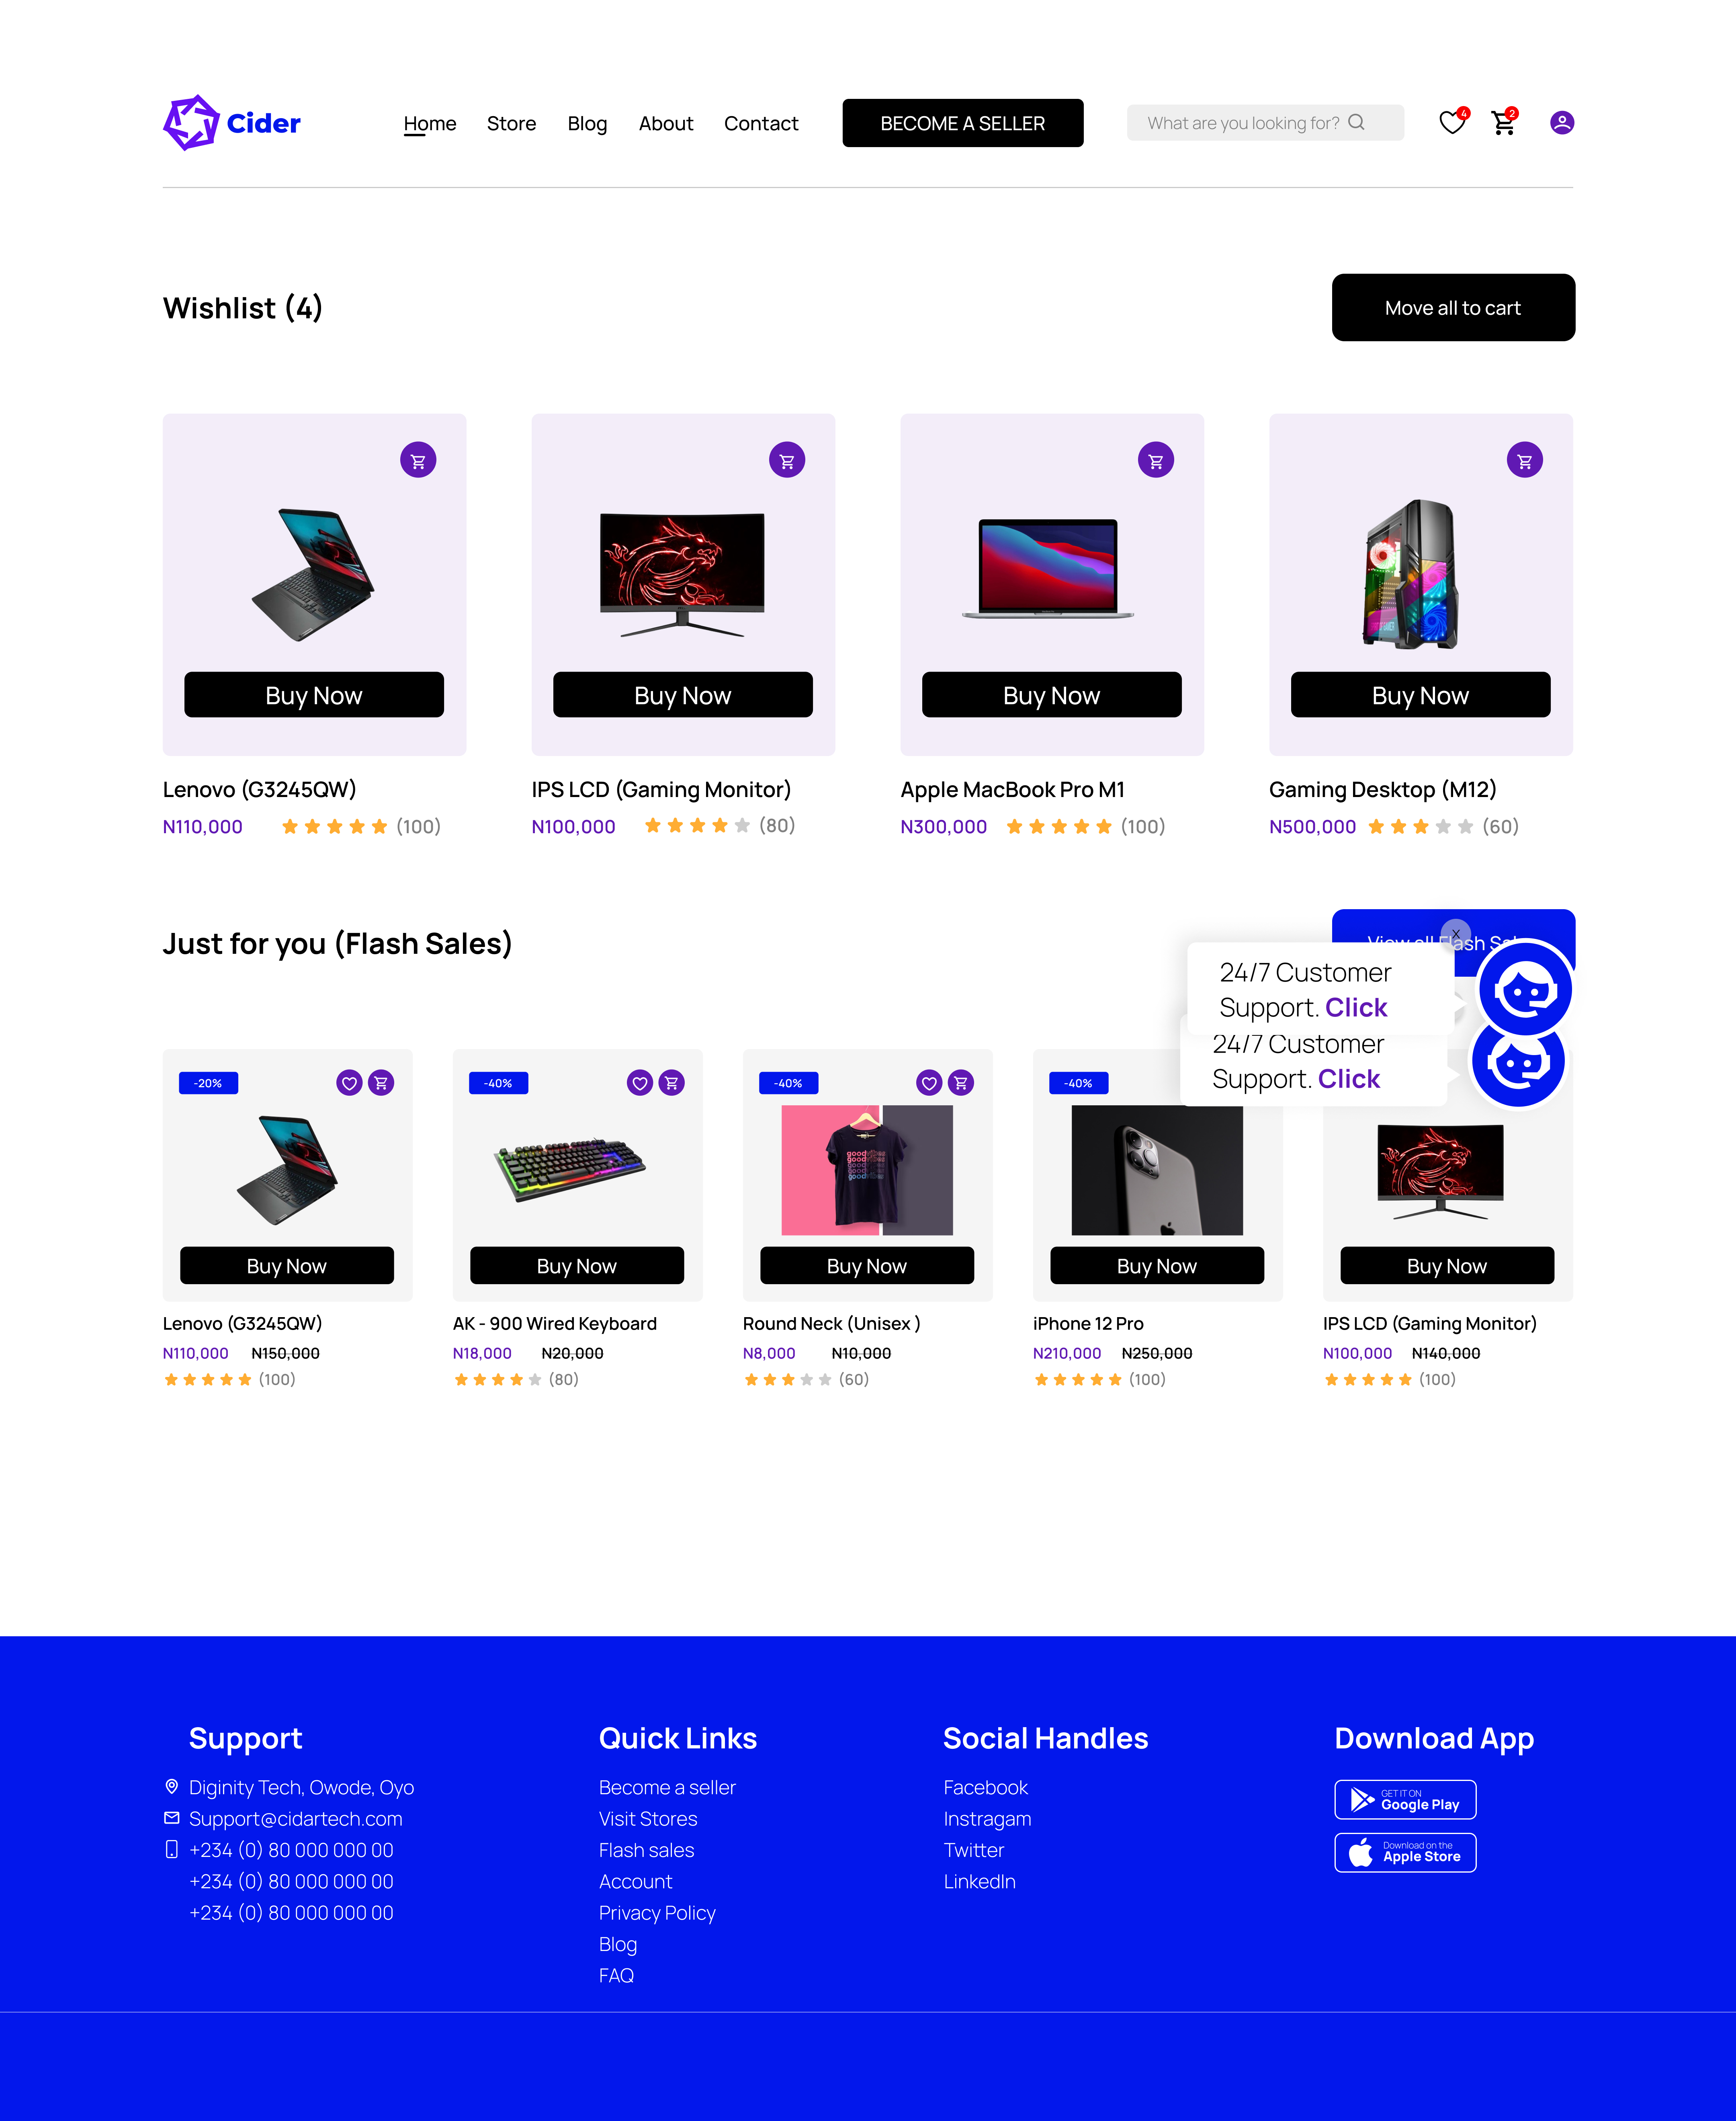 Cider
Home
Store
Blog
About
Contact
BECOME A SELLER
What are you looking for?
4
2
Wishlist (4)
Move all to cart
Buy Now
Buy Now
Buy Now
Buy Now
Lenovo (G3245QW)
N110,000
(100)
IPS LCD (Gaming Monitor)
N100,000
(80)
Apple MacBook Pro M1
N300,000
(100)
Gaming Desktop (M12)
N500,000
(60)
Just for you (Flash Sales)
View all Flash
X
24/7 Customer
Support. Click
24/7 Customer
Support. Click
-20%
-40%
-40%
-40%
goodvibes
goodvibes
goodvibes
goodvibes
Buy Now
Buy Now
Buy Now
Buy Now
Buy Now
Lenovo (G3245QW)
N110,000 N150,000
(100)
AK - 900 Wired Keyboard
N18,000 N20,000
(80)
Round Neck (Unisex )
N8,000 N10,000
(60)
iPhone 12 Pro
N210,000 N250,000
(100)
IPS LCD (Gaming Monitor)
N100,000 N140,000
(100)
Support
Diginity Tech, Owode, Oyo
Support@cidartech.com
+234 (0) 80 000 000 00
+234 (0) 80 000 000 00
+234 (0) 80 000 000 00
Quick Links
Become a seller
Visit Stores
Flash sales
Account
Privacy Policy
Blog
FAQ
Social Handles
Facebook
Instragam
Twitter
LinkedIn
Download App
GET IT ON
Google Play
Download on the
Apple Store